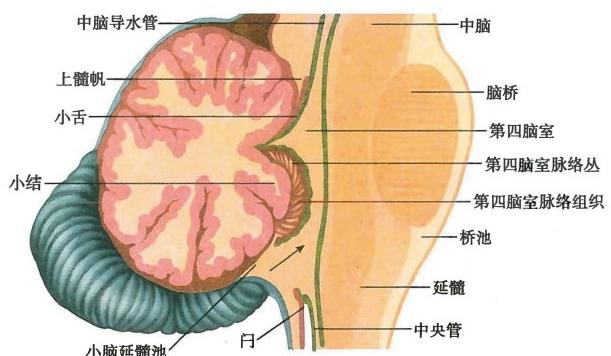 中脑导水管
中脑
上髓帆
脑桥
小舌
第四脑室
第四脑室脉络丛
小结
第四脑室脉络组织
桥池
延髓
闩
中央管
小脑延髓池